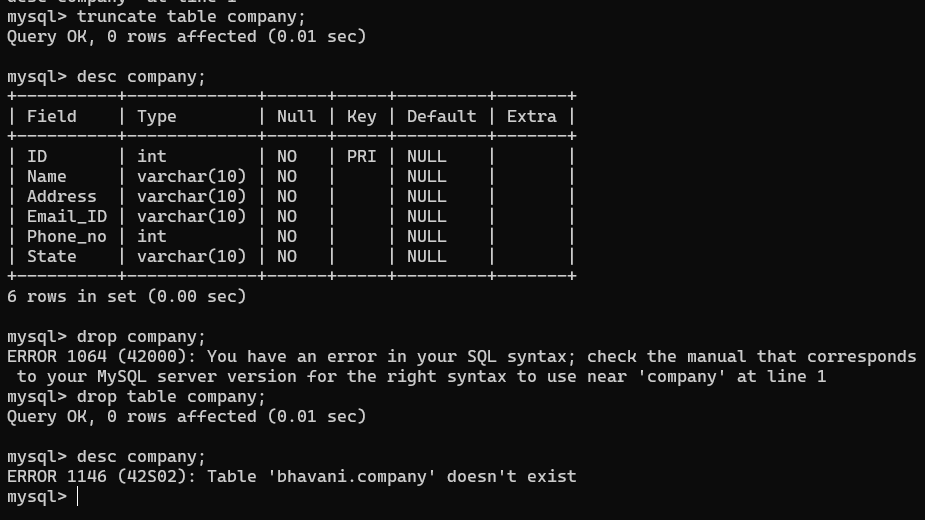 desc company' at line 1
mysql> truncate table company;
Query OK, 0 rows affected (0.01 sec)

mysql> desc company;
+----------+-------------+------+-----+---------+-------+
| Field    | Type        | Null | Key | Default | Extra |
+----------+-------------+------+-----+---------+-------+
| ID       | int         | NO   | PRI | NULL    |       |
| Name     | varchar(10) | NO   |     | NULL    |       |
| Address  | varchar(10) | NO   |     | NULL    |       |
| Email_ID | varchar(10) | NO   |     | NULL    |       |
| Phone_no | int         | NO   |     | NULL    |       |
| State    | varchar(10) | NO   |     | NULL    |       |
+----------+-------------+------+-----+---------+-------+
6 rows in set (0.00 sec)

mysql> drop company;
ERROR 1064 (42000): You have an error in your SQL syntax; check the manual that corresponds
 to your MySQL server version for the right syntax to use near 'company' at line 1
mysql> drop table company;
Query OK, 0 rows affected (0.01 sec)

mysql> desc company;
ERROR 1146 (42S02): Table 'bhavani.company' doesn't exist
mysql>